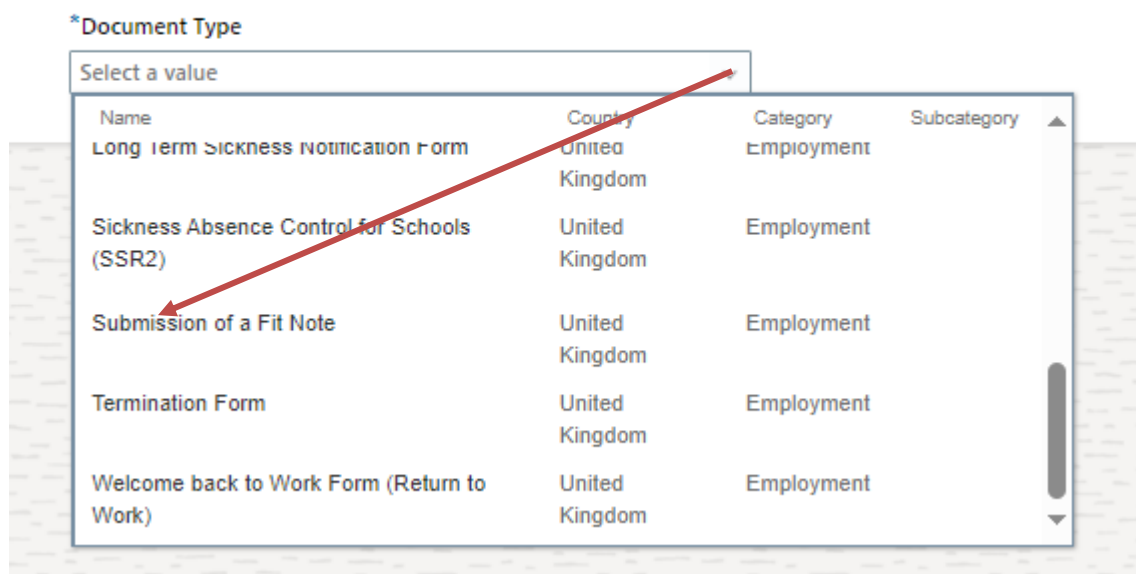 *Document Type
Select a value
Name Country Category Subcategory
Long Term Sickness Notification Form United Employment
Kingdom
Sickness Absence Control for Schools United Employment
(SSR2) Kingdom
Submission of a Fit Note United Employment
Kingdom
Termination Form United Employment
Kingdom
Welcome back to Work Form (Return to United Employment
Work) Kingdom